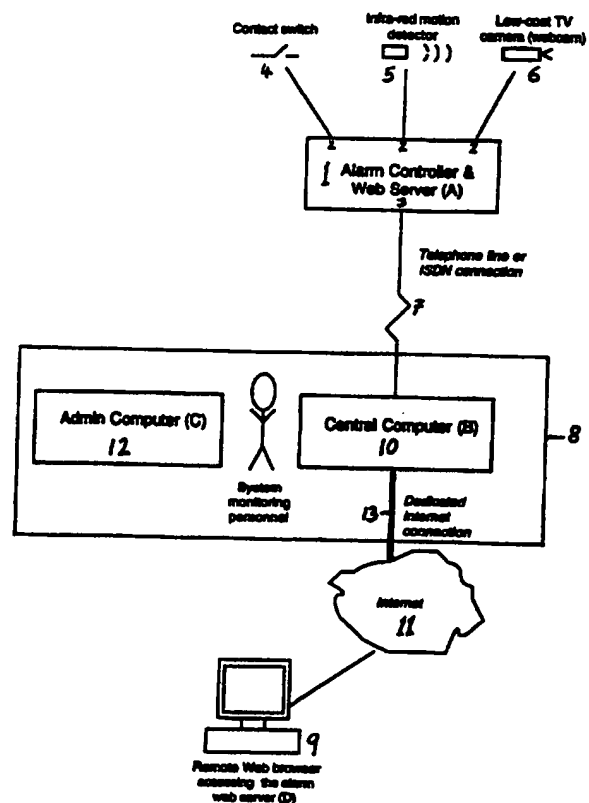 Contact switch
4
Infra-red motion
detector
5
Low-cost TV
camera (webcam)
6
2 2 2
1 Alarm Controller &
Web Server (A)
3
Telephone line or
ISDN connection
7
8
Admin Computer (C)
12
System
monitoring
personnel
Central Computer (B)
10
13
Dedicated
Internet
connection
Internet
11
9
Remote Web browser
accessing the alarm
web server (D)